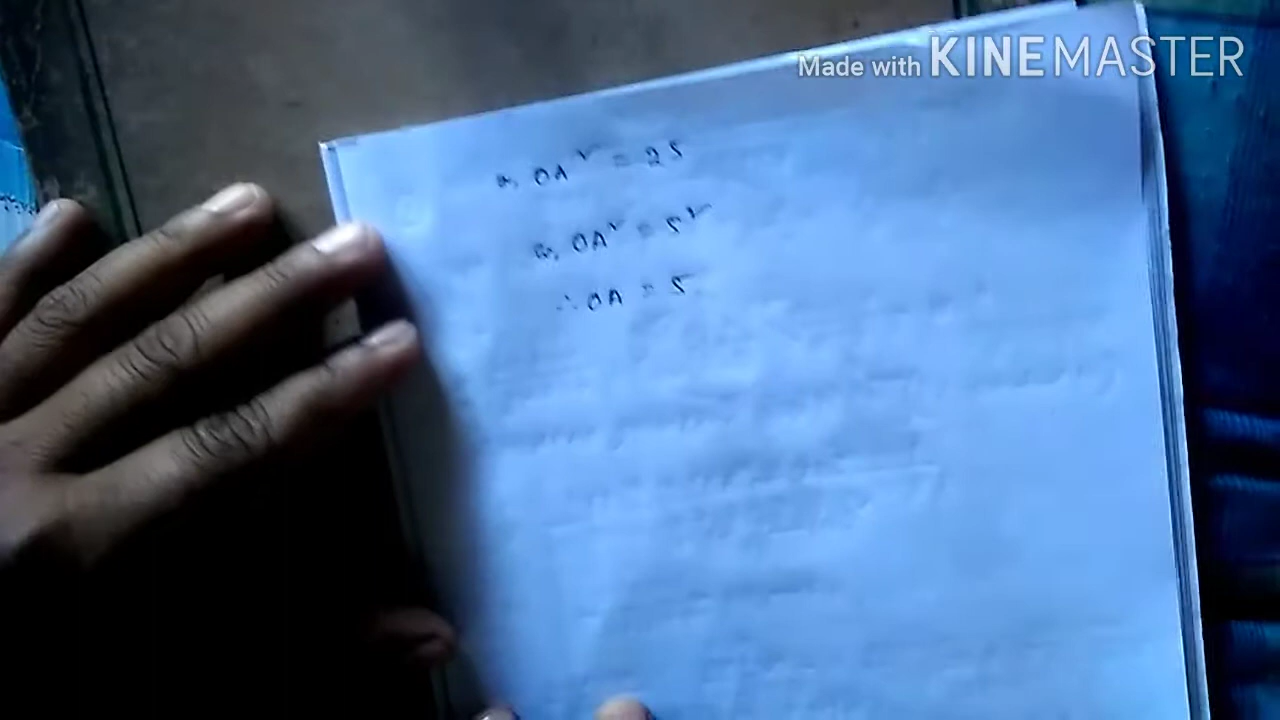 Made with KINEMASTER
বা, OA² = 25
বা, OA² = 5²
∴ OA = 5